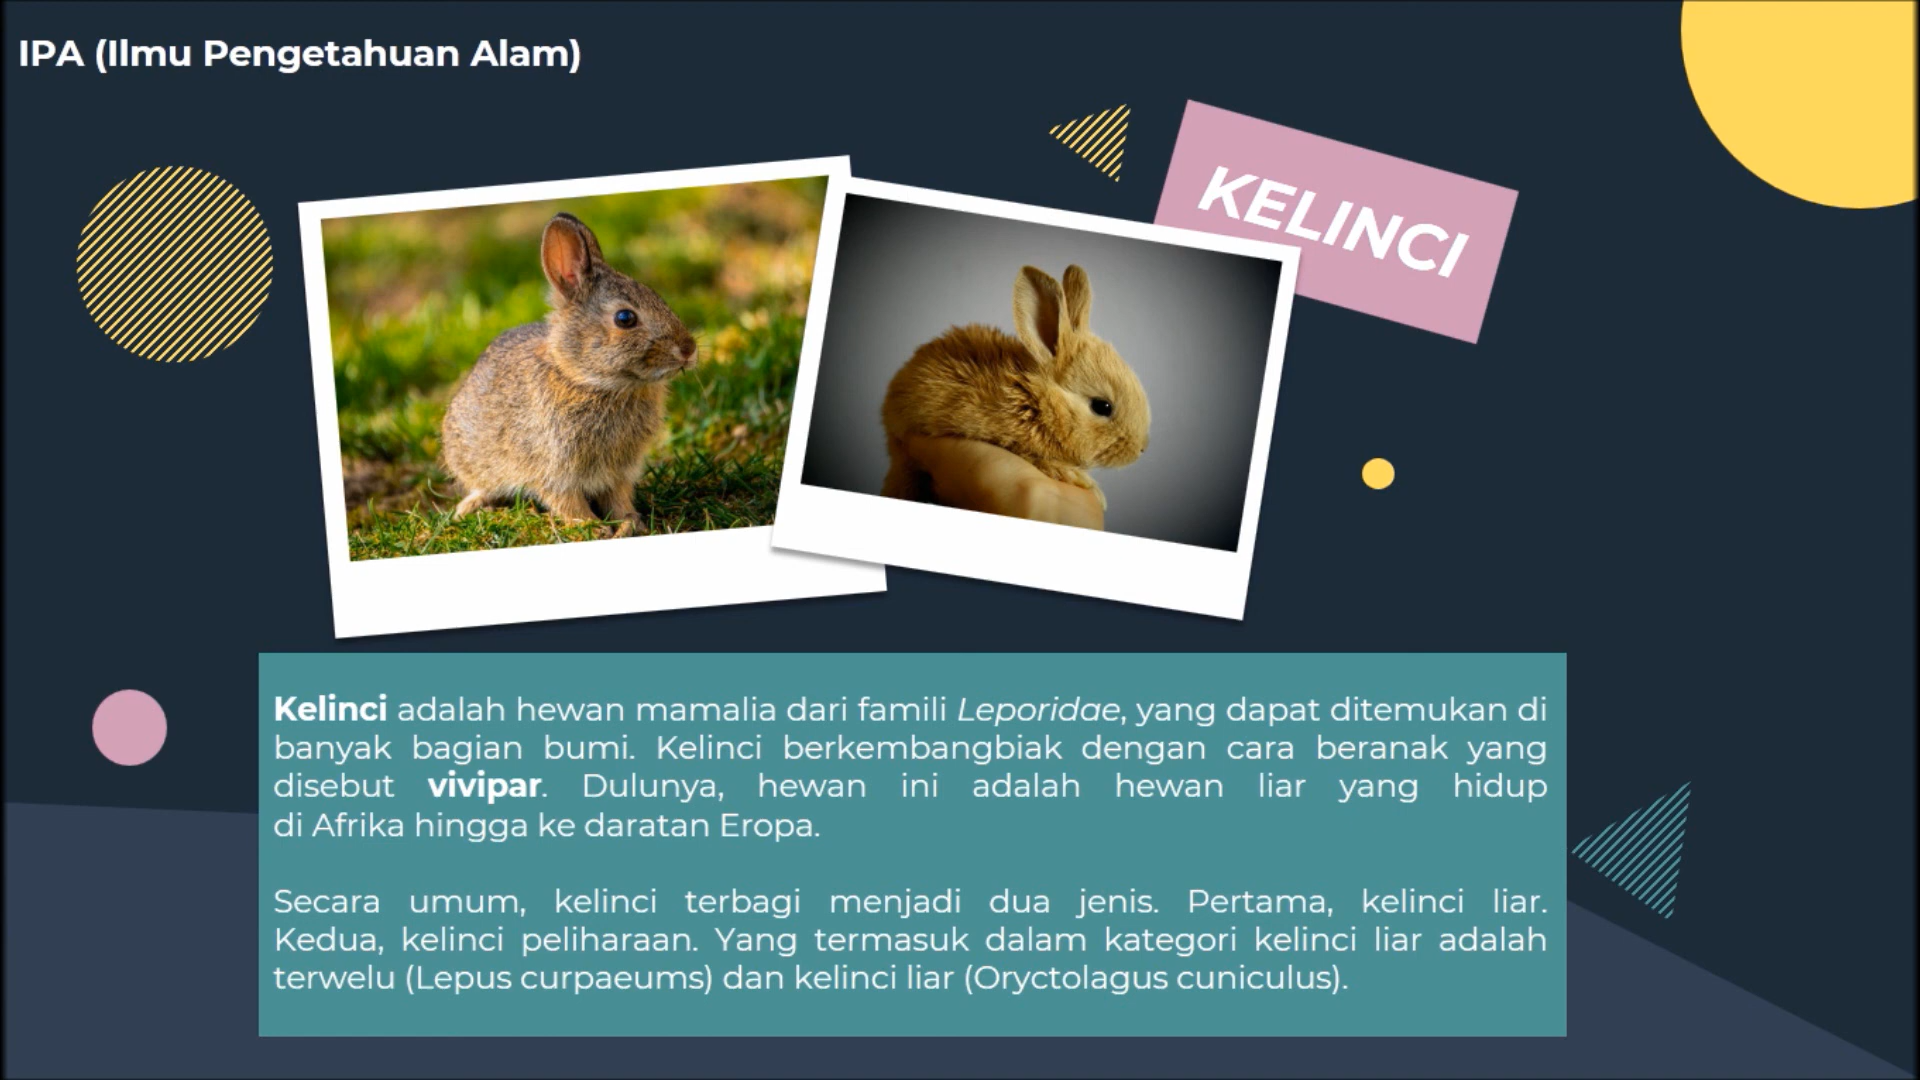 IPA (Ilmu Pengetahuan Alam)
KELINCI
Kelinci adalah hewan mamalia dari famili Leporidae, yang dapat ditemukan di
banyak bagian bumi. Kelinci berkembangbiak dengan cara beranak yang
disebut vivipar. Dulunya, hewan ini adalah hewan liar yang hidup
di Afrika hingga ke daratan Eropa.
Secara umum, kelinci terbagi menjadi dua jenis. Pertama, kelinci liar.
Kedua, kelinci peliharaan. Yang termasuk dalam kategori kelinci liar adalah
terwelu (Lepus curpaeums) dan kelinci liar (Oryctolagus cuniculus).